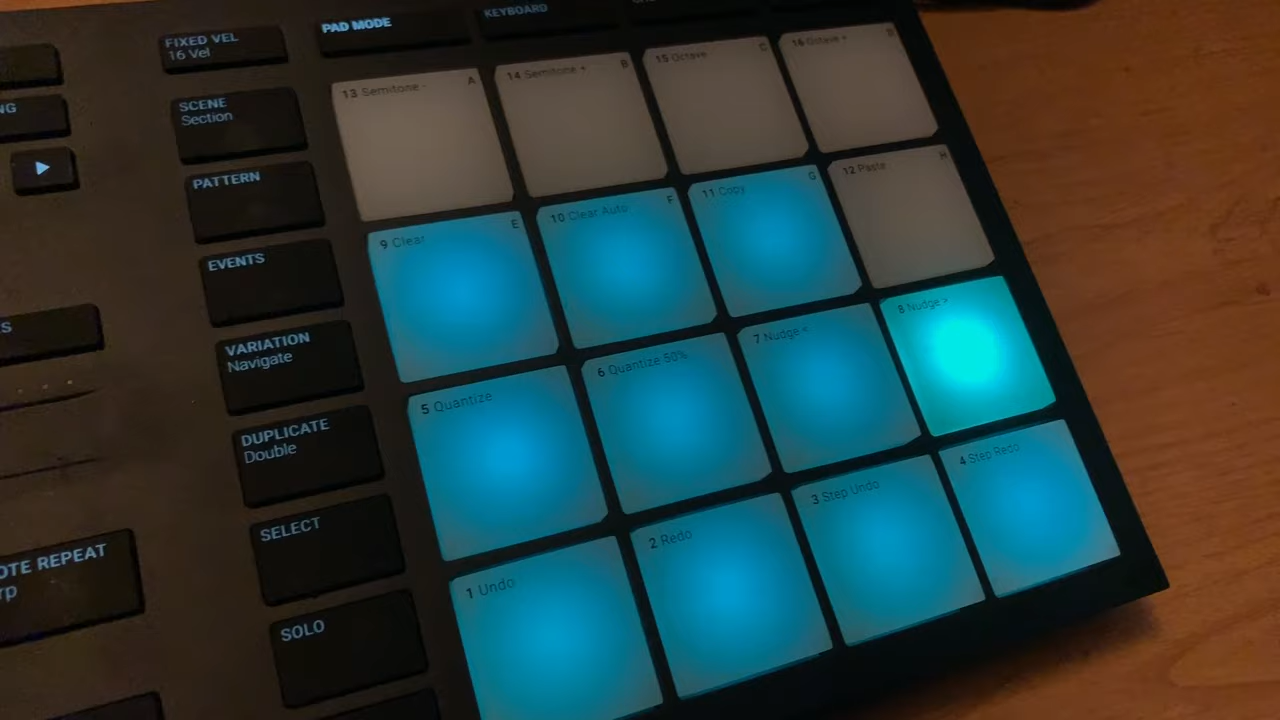 FIXED VEL
16 Vel
PAD MODE
KEYBOARD
NG
SCENE
Section
PATTERN
EVENTS
S
VARIATION
Navigate
DUPLICATE
Double
SELECT
OTE REPEAT
rp
SOLO
13 Semitone - A
14 Semitone + B
15 Octave C
16 Octave + D
9 Clear E
10 Clear Auto F
11 Copy G
12 Paste H
5 Quantize
6 Quantize 50%
7 Nudge <
8 Nudge >
1 Undo
2 Redo
3 Step Undo
4 Step Redo